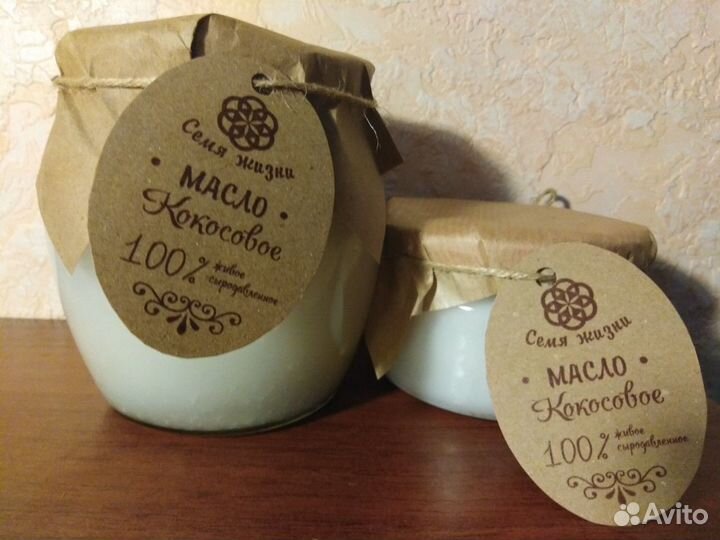 Семя жизни
• МАСЛО •
Кокосовое
100% живое
сыродавленное
Семя жизни
• МАСЛО •
Кокосовое
100% живое
сыродавленное
Avito